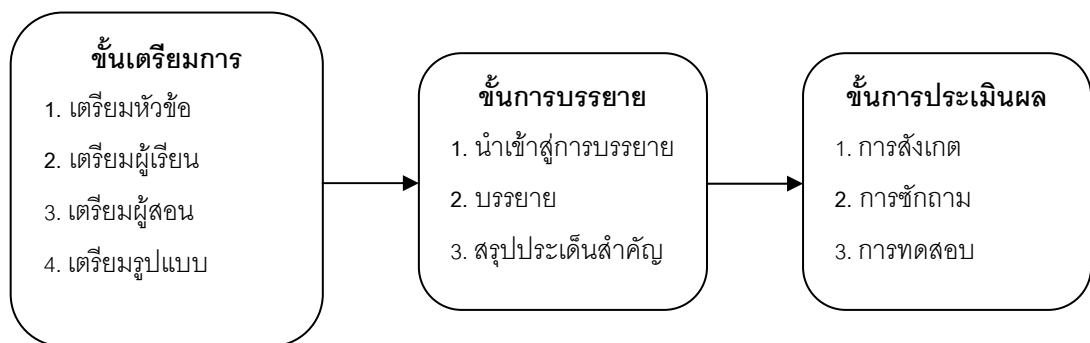 ขั้นเตรียมการ
1. เตรียมหัวข้อ
2. เตรียมผู้เรียน
3. เตรียมผู้สอน
4. เตรียมรูปแบบ
ขั้นการบรรยาย
1. นำเข้าสู่การบรรยาย
2. บรรยาย
3. สรุปประเด็นสำคัญ
ขั้นการประเมินผล
1. การสังเกต
2. การซักถาม
3. การทดสอบ